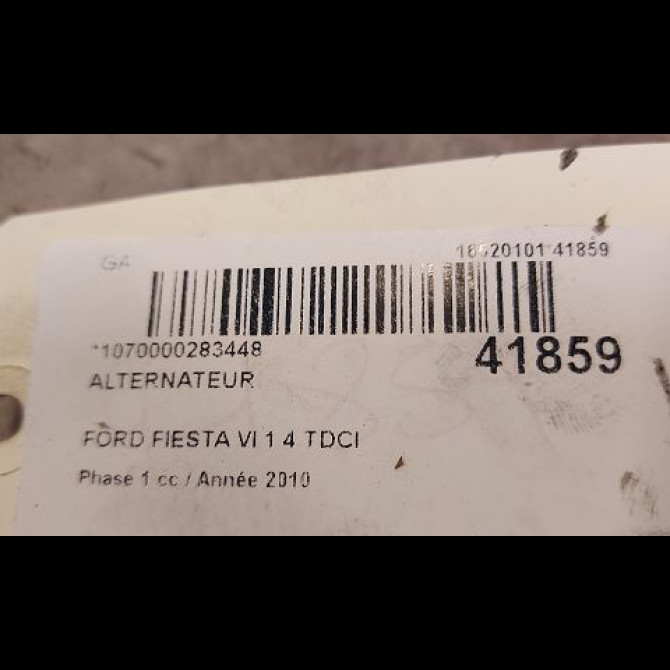 GA
18520101 41859
*1070000283448
41859
ALTERNATEUR
FORD FIESTA VI 1 4 TDCI
Phase 1 cc / Année 2010